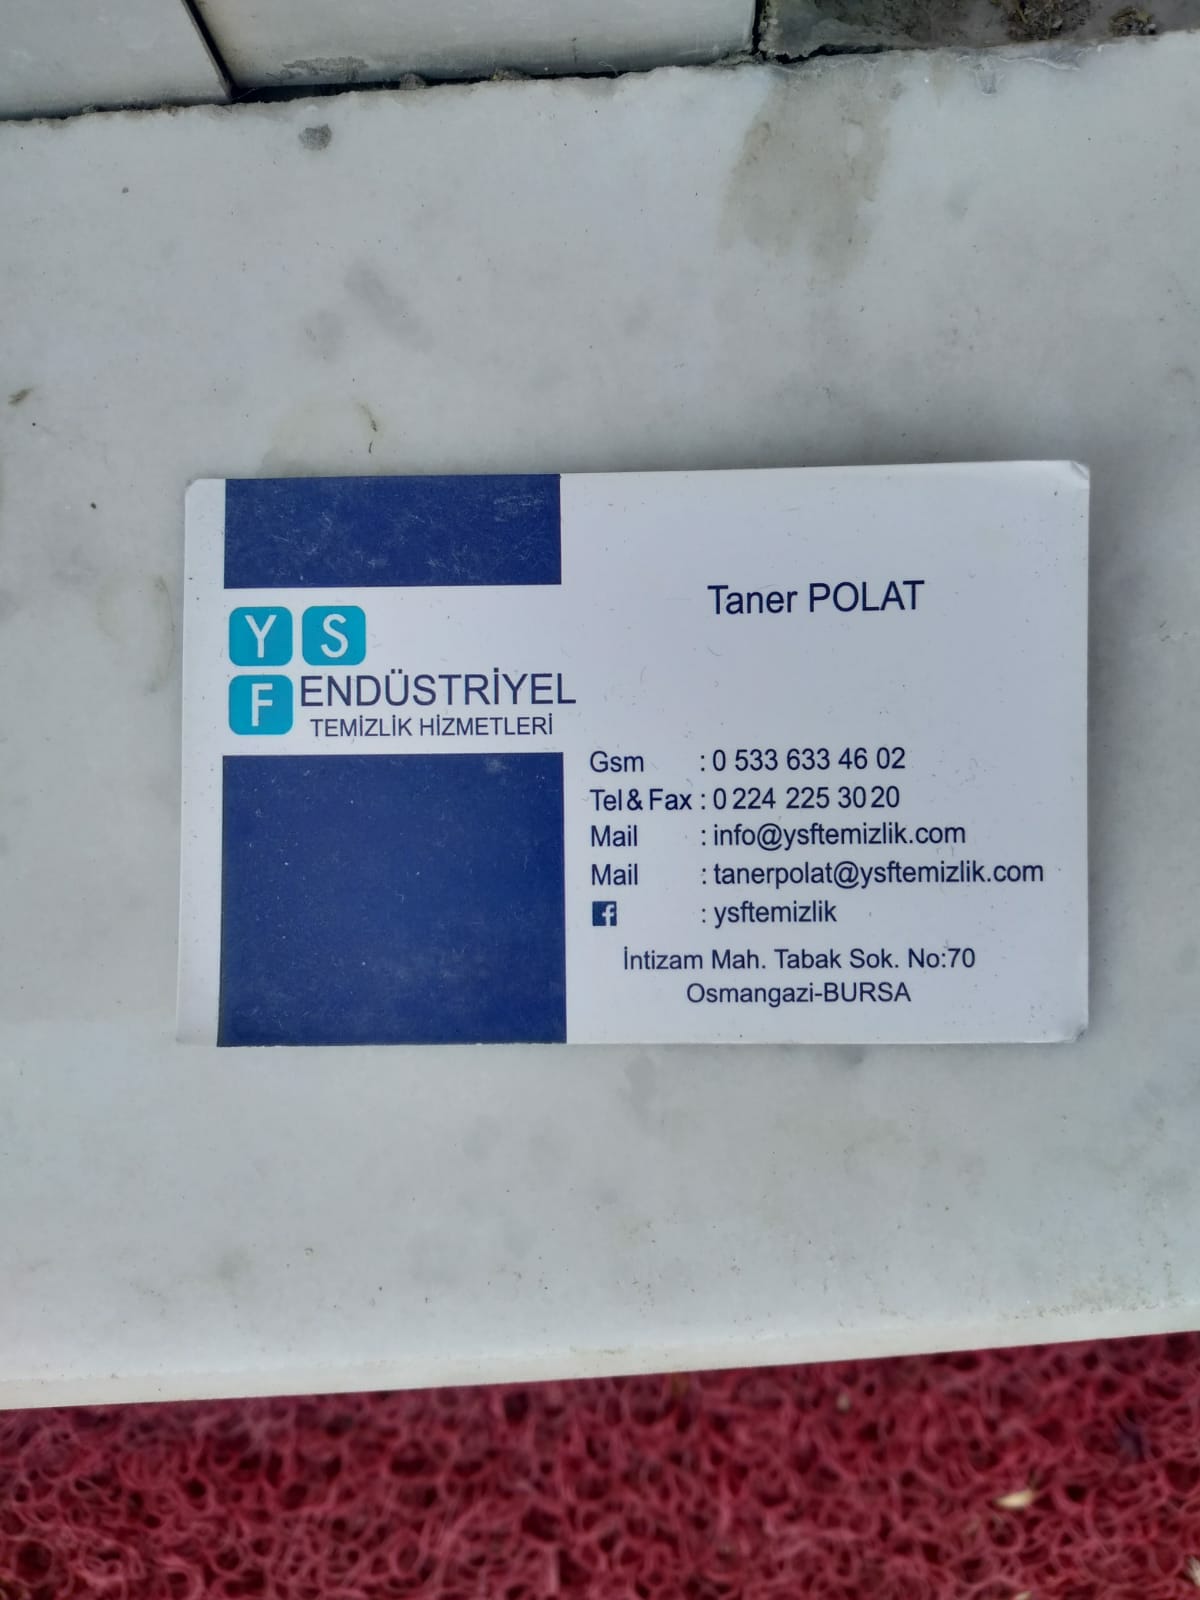 Y S
F ENDÜSTRİYEL
TEMİZLİK HİZMETLERİ
Taner POLAT
Gsm : 0 533 633 46 02
Tel & Fax : 0 224 225 30 20
Mail : info@ysftemizlik.com
Mail : tanerpolat@ysftemizlik.com
f : ysftemizlik
İntizam Mah. Tabak Sok. No:70
Osmangazi-BURSA